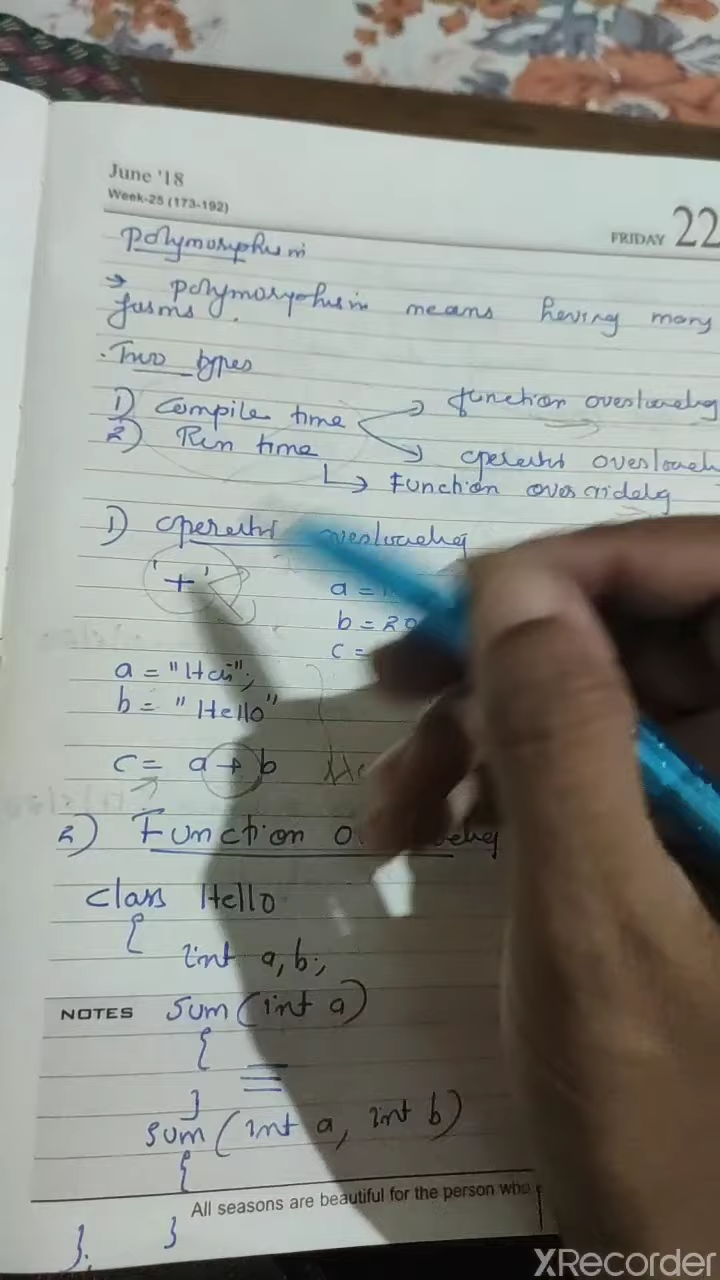 June '18
Week-25 (173-192)
FRIDAY 22
Polymorphism
→ polymorphism means having many
forms.
. Two types
1) Compile time → function overloading
2) Run time → operator overload
↳ Function overriding
1) operator overloading
'+'
a =
b = 20
c =
a = "Hai";
b = "Hello"
c = a + b
2) Function
class Hello
{
int a, b;
NOTES sum (int a)
{
}
sum (int a, int b)
{
}
};
All seasons are beautiful for the person who
XRecorder